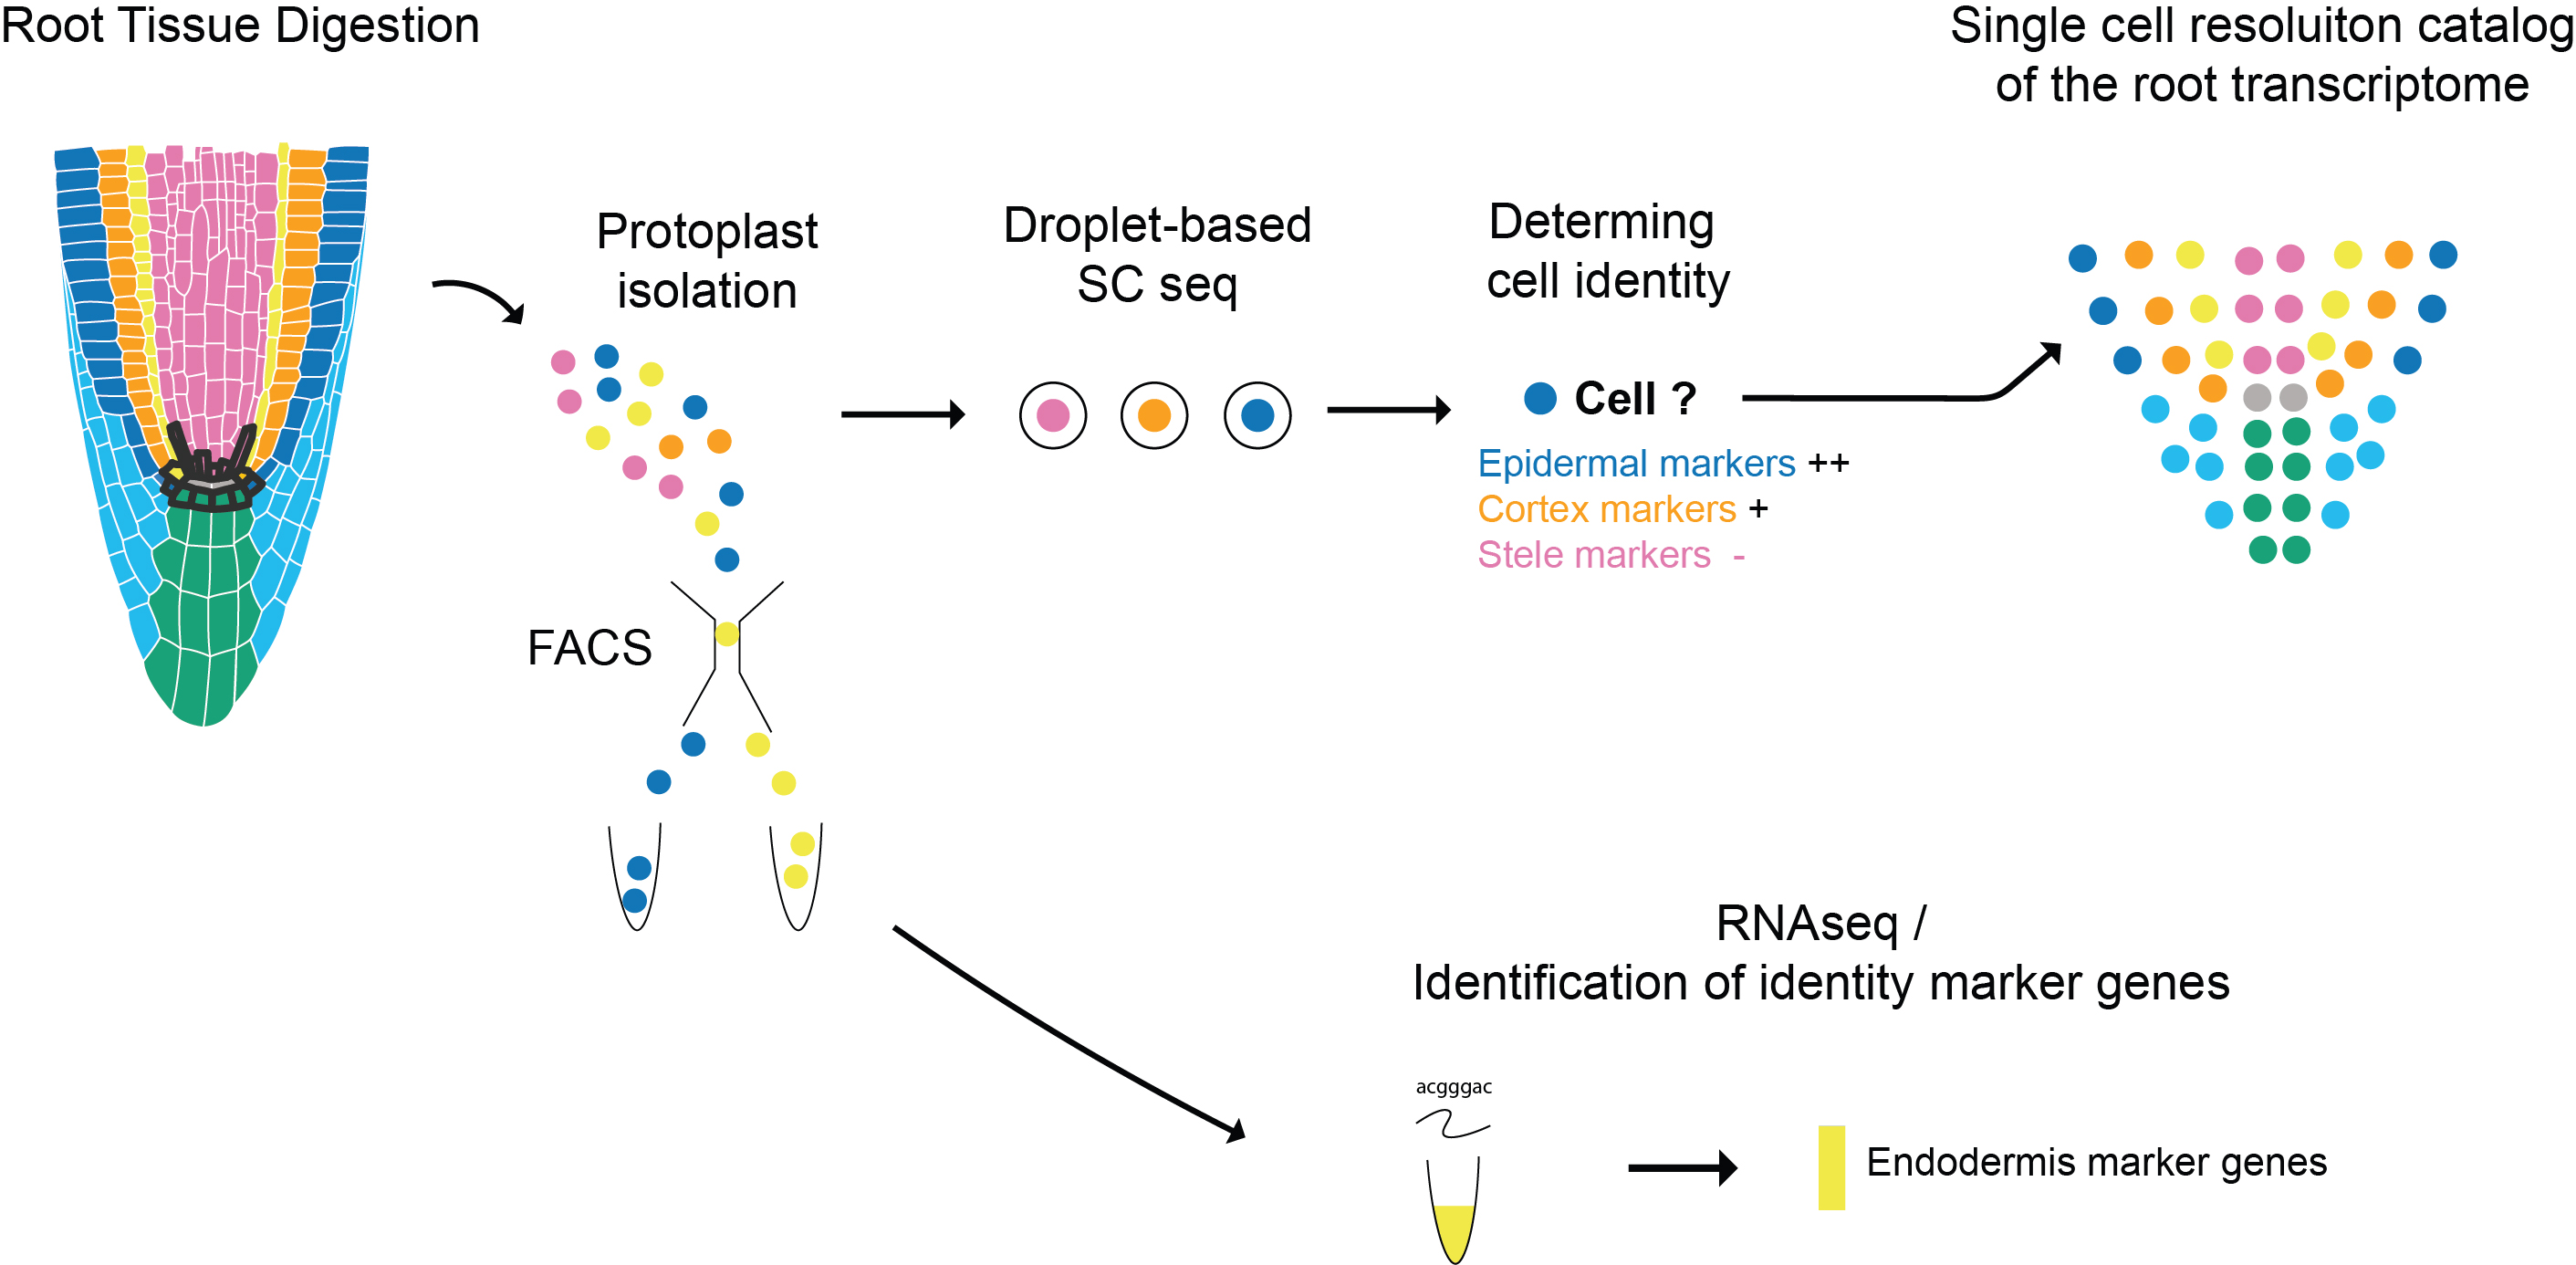 Root Tissue Digestion
Single cell resoluiton catalog
of the root transcriptome
Protoplast
isolation
Droplet-based
SC seq
Determing
cell identity
Cell ?
Epidermal markers ++
Cortex markers +
Stele markers -
FACS
RNAseq /
Identification of identity marker genes
acgggac
Endodermis marker genes